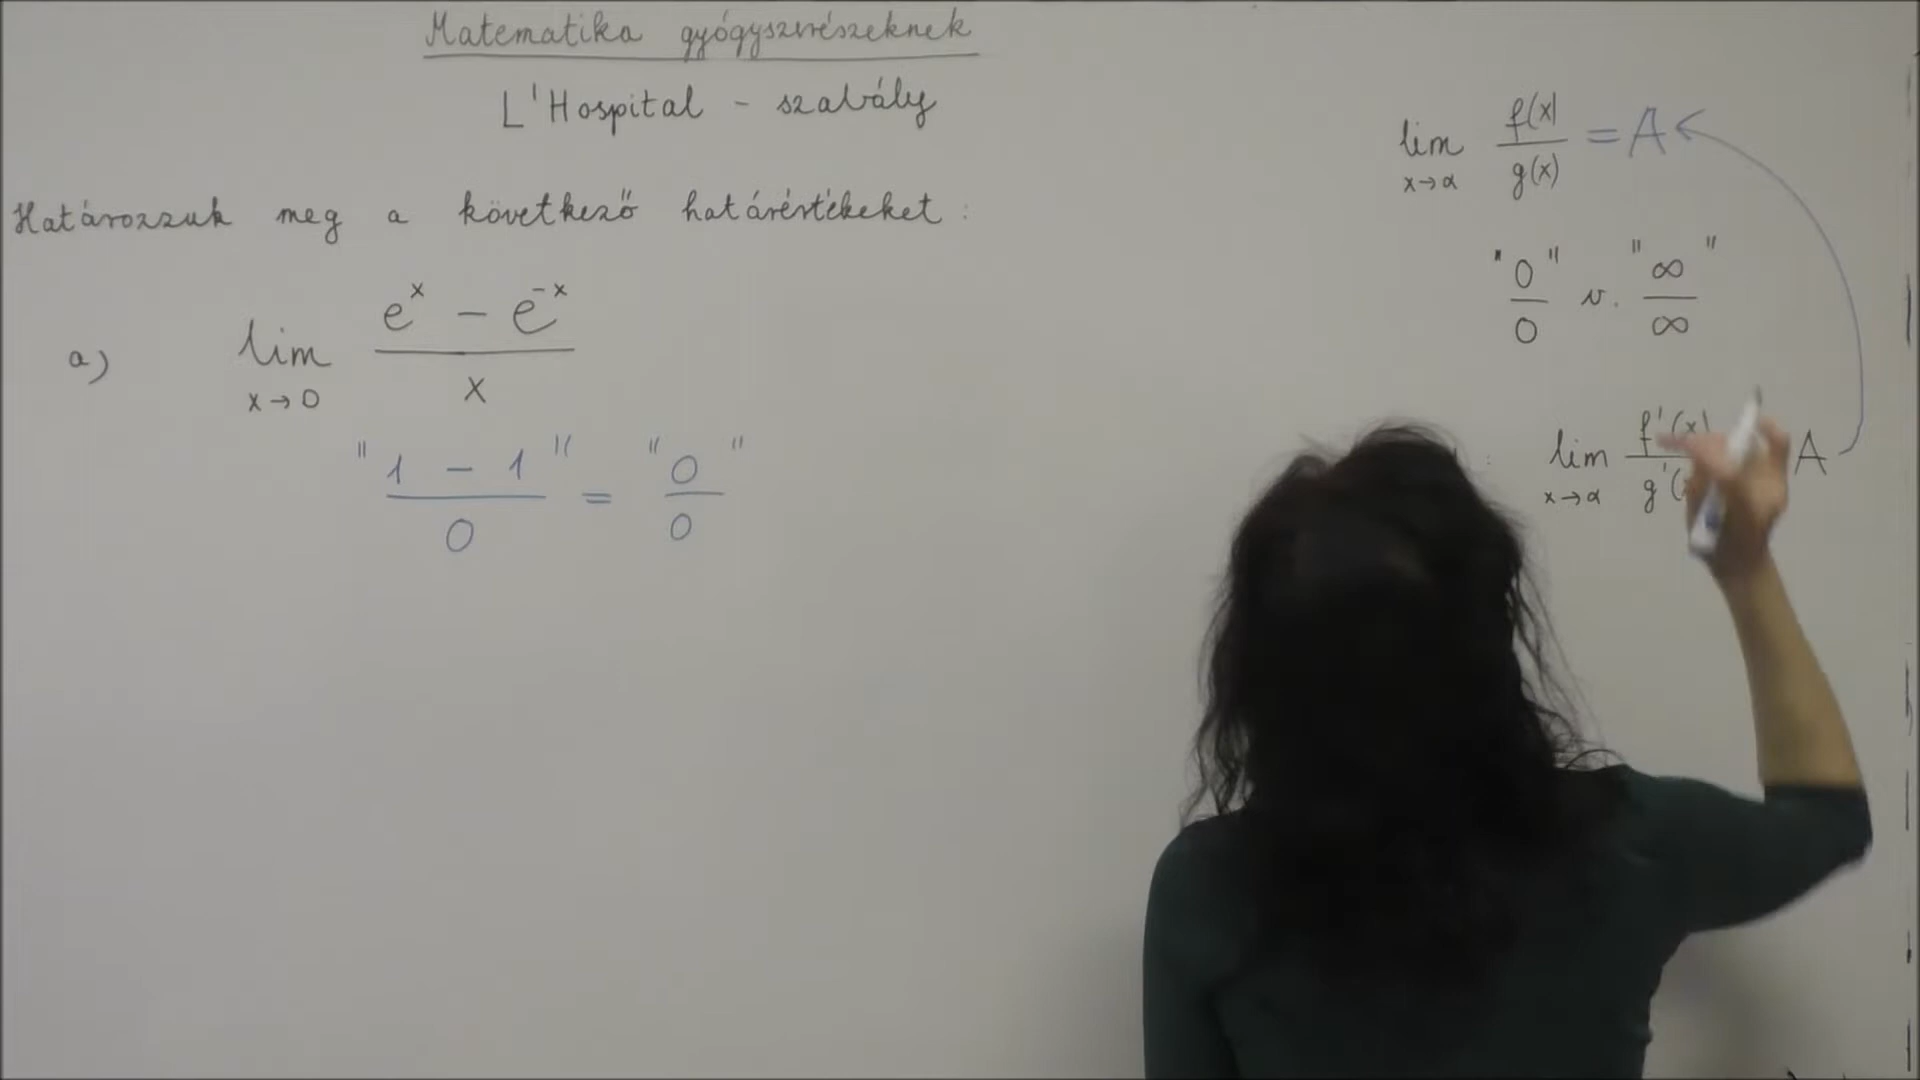 Matematika gyógyszerészeknek
L'Hospital - szabály
Határozzuk meg a következő határértékeket:
a) lim x→0 (e^x - e^-x) / x
"(1 - 1) / 0" = "0 / 0"
lim x→α f(x) / g(x) = A
"0 / 0" v. "∞ / ∞"
: lim x→α f'(x) / g'(x A